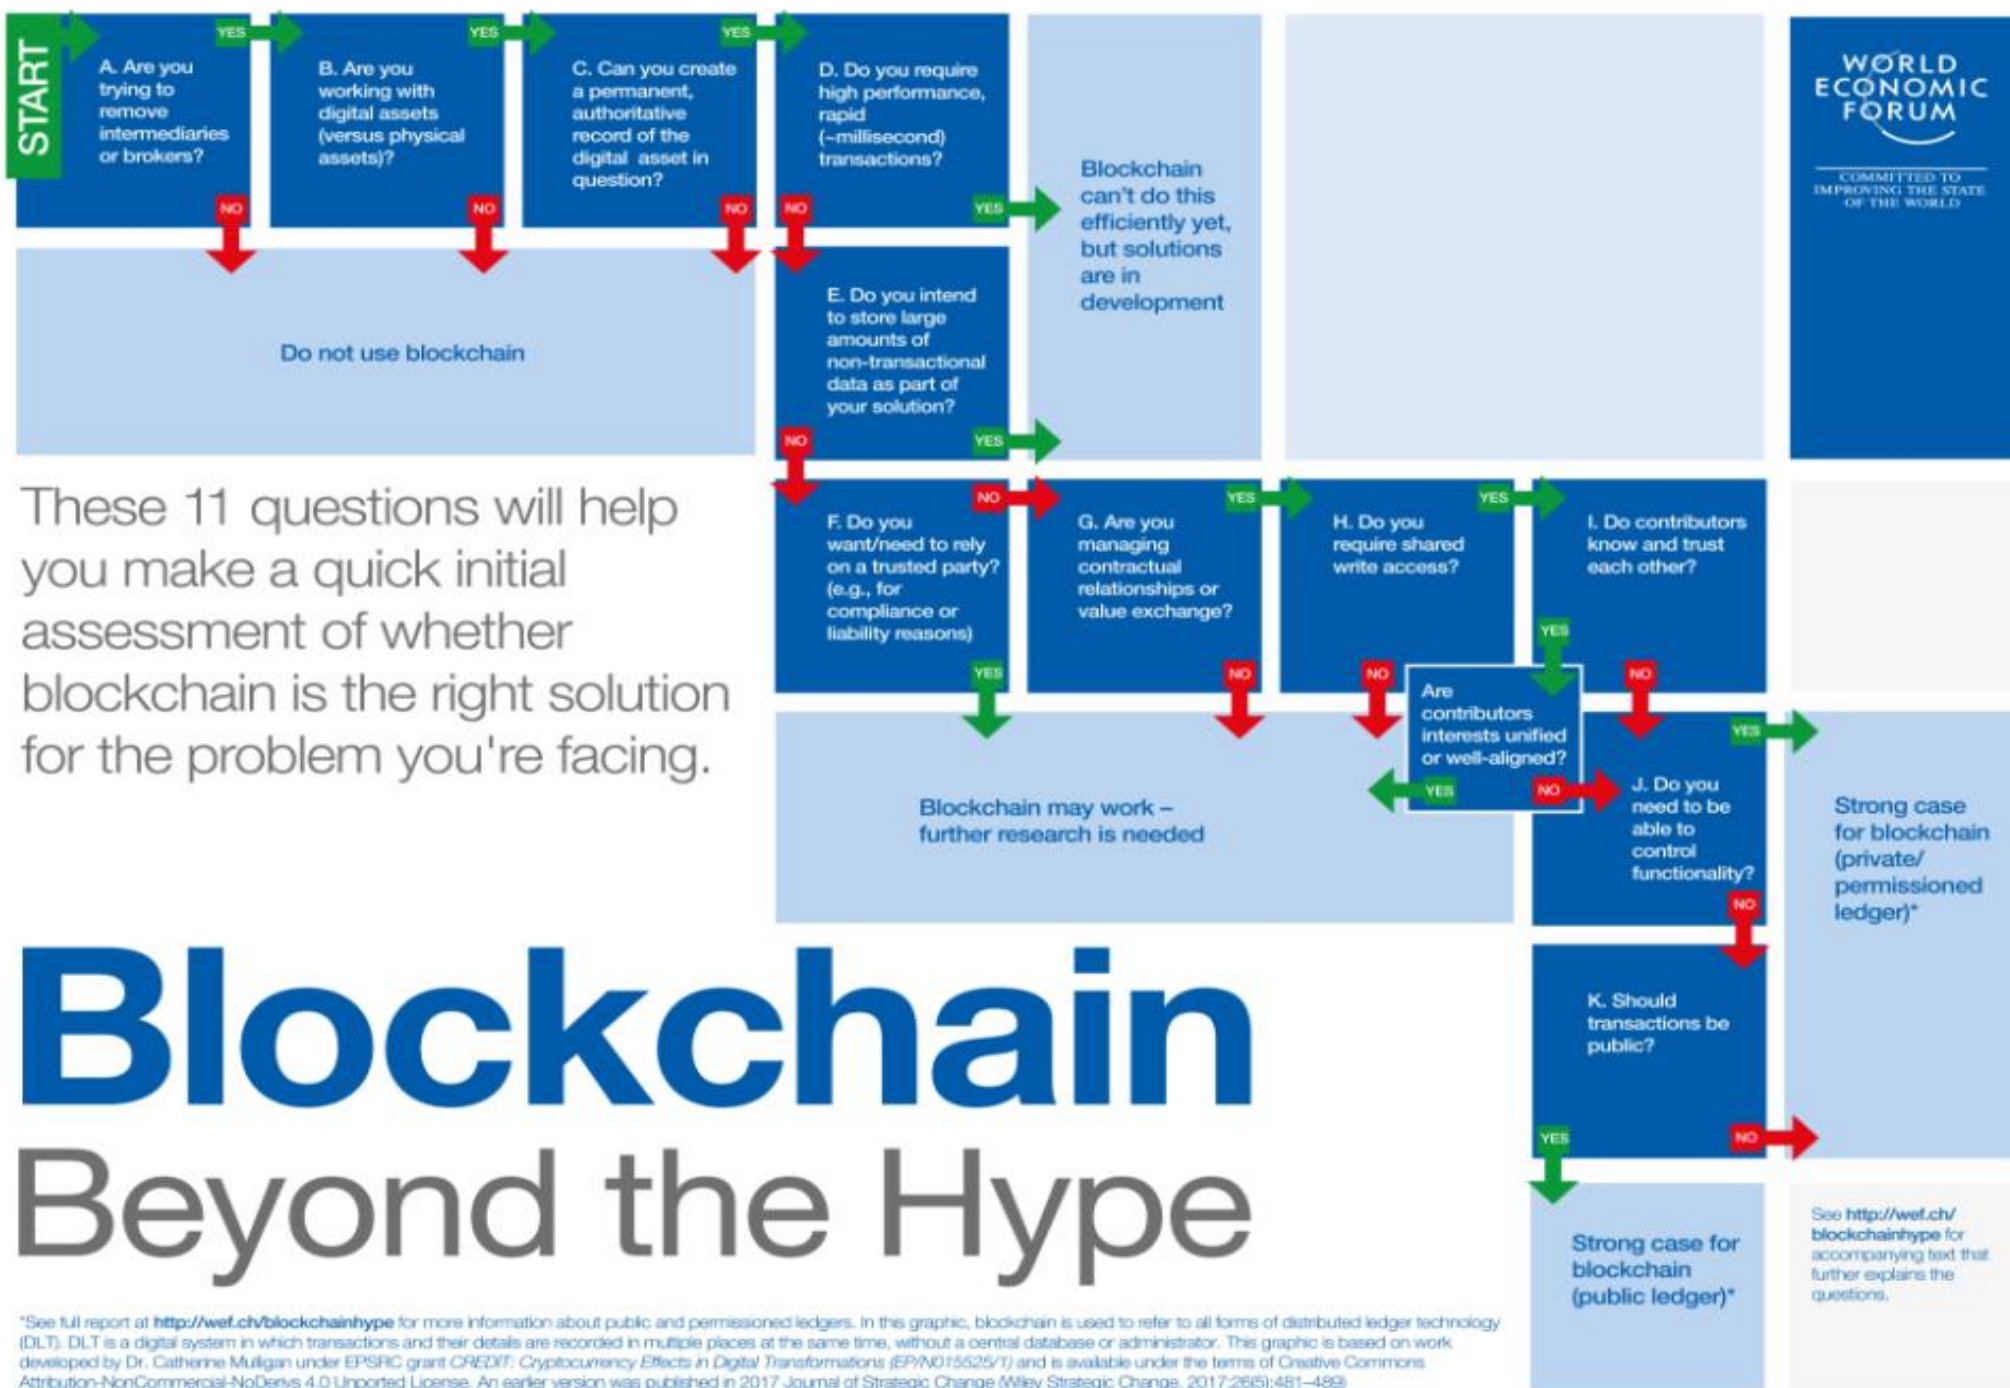 START
YES
A. Are you
trying to
remove
intermediaries
or brokers?
NO
YES
B. Are you
working with
digital assets
(versus physical
assets)?
NO
YES
C. Can you create
a permanent,
authoritative
record of the
digital asset in
question?
NO
D. Do you require
high performance,
rapid
(~millisecond)
transactions?
NO
YES
Blockchain
can't do this
efficiently yet,
but solutions
are in
development
WORLD
ECONOMIC
FORUM
COMMITTED TO
IMPROVING THE STATE
OF THE WORLD
Do not use blockchain
E. Do you intend
to store large
amounts of
non-transactional
data as part of
your solution?
NO
YES
These 11 questions will help
you make a quick initial
assessment of whether
blockchain is the right solution
for the problem you're facing.
NO
F. Do you
want/need to rely
on a trusted party?
(e.g., for
compliance or
liability reasons)
YES
YES
G. Are you
managing
contractual
relationships or
value exchange?
NO
YES
H. Do you
require shared
write access?
NO
I. Do contributors
know and trust
each other?
YES
NO
Are
contributors
interests unified
or well-aligned?
YES
NO
Blockchain may work –
further research is needed
YES
J. Do you
need to be
able to
control
functionality?
NO
Strong case
for blockchain
(private/
permissioned
ledger)*
K. Should
transactions be
public?
YES
NO
Blockchain
Beyond the Hype
Strong case for
blockchain
(public ledger)*
See http://wef.ch/
blockchainhype for
accompanying text that
further explains the
questions.
*See full report at http://wef.ch/blockchainhype for more information about public and permissioned ledgers. In this graphic, blockchain is used to refer to all forms of distributed ledger technology
(DLT). DLT is a digital system in which transactions and their details are recorded in multiple places at the same time, without a central database or administrator. This graphic is based on work
developed by Dr. Catherine Mulligan under EPSRC grant CREDIT: Cryptocurrency Effects in Digital Transformations (EP/N015525/1) and is available under the terms of Creative Commons
Attribution-NonCommercial-NoDerivs 4.0 Unported License. An earlier version was published in 2017 Journal of Strategic Change (Wiley Strategic Change. 2017;26(5):481–489)